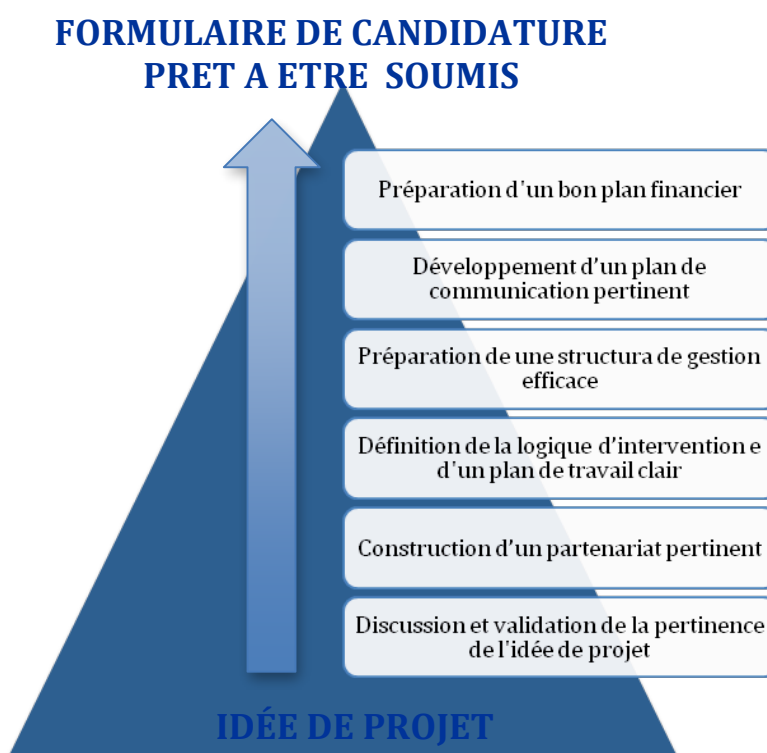 FORMULAIRE DE CANDIDATURE
PRET A ETRE SOUMIS
Préparation d'un bon plan financier
Développement d'un plan de
communication pertinent
Préparation de une structura de gestion
efficace
Définition de la logique d'intervention e
d'un plan de travail clair
Construction d'un partenariat pertinent
Discussion et validation de la pertinence
de l'idée de projet
IDÉE DE PROJET